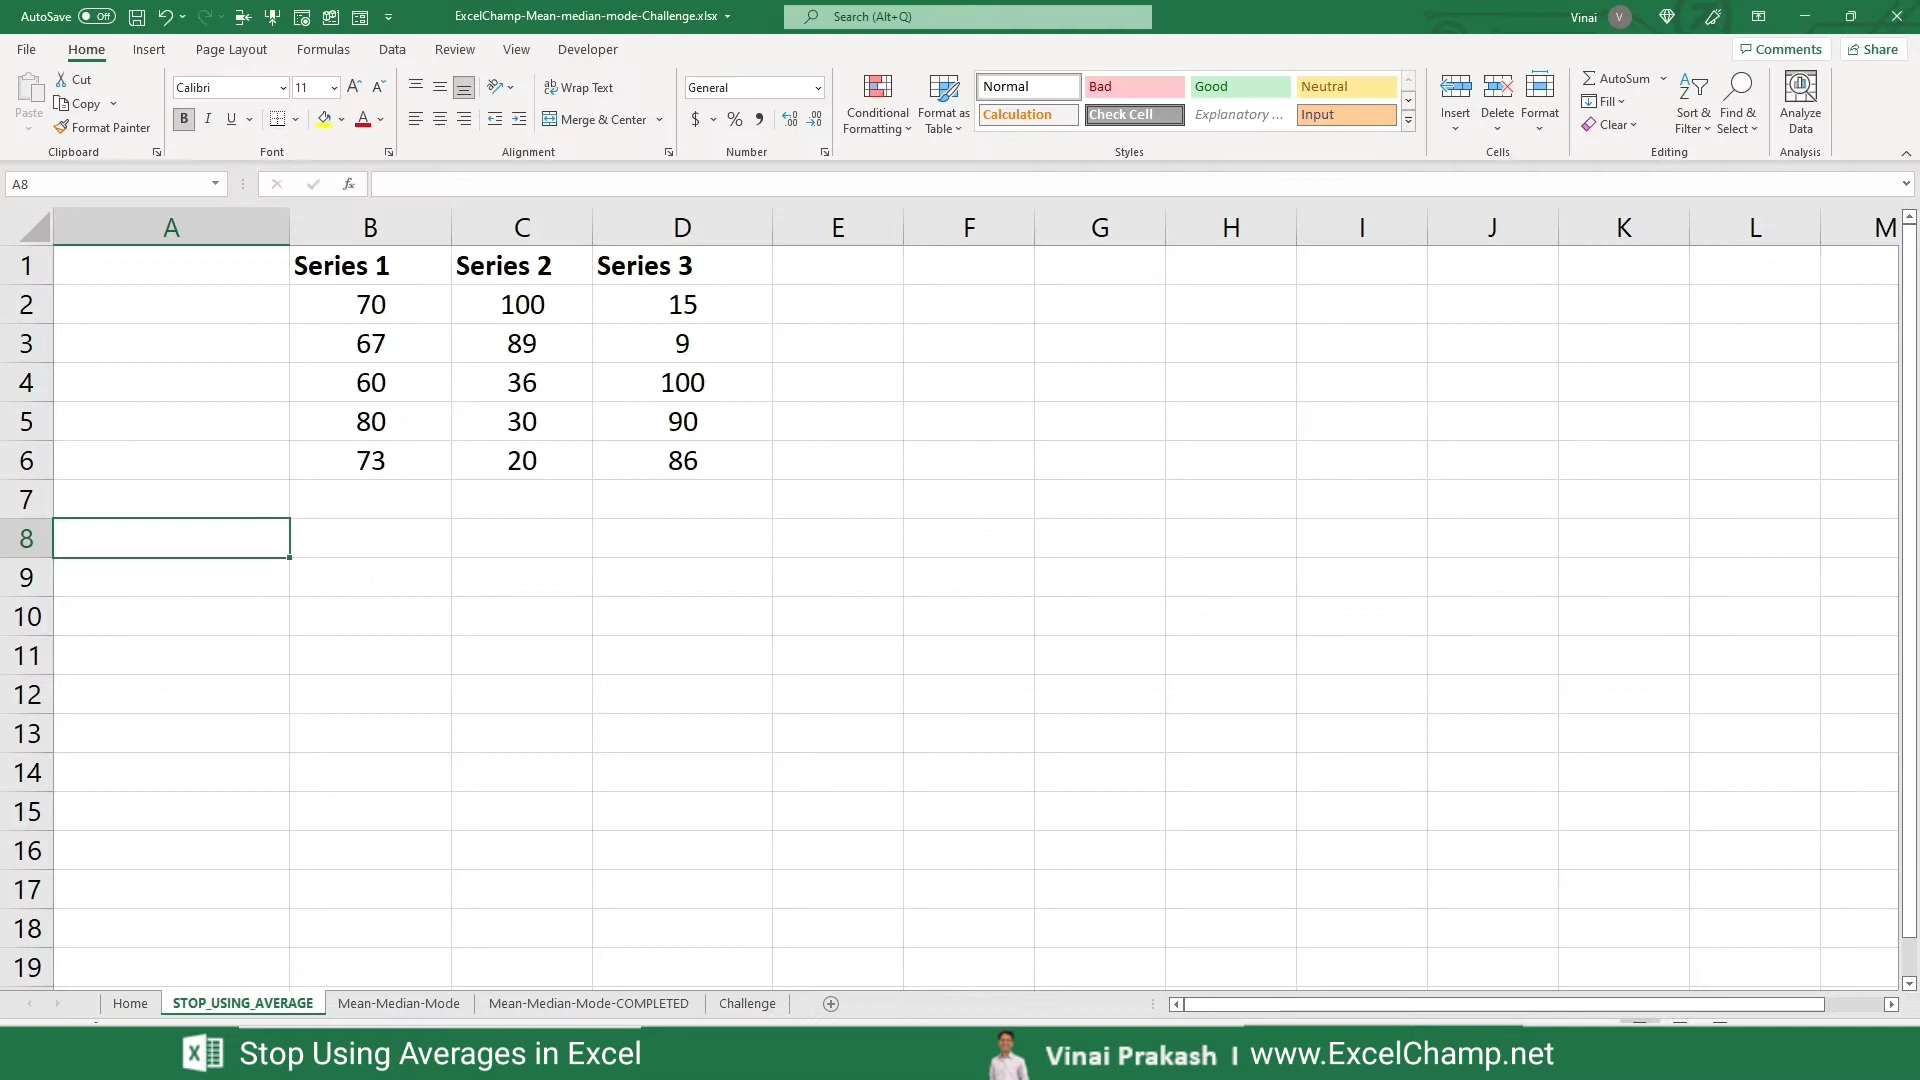 AutoSave Off ExcelChamp-Mean-median-mode-Challenge.xlsx Search (Alt+Q) Vinai V
File Home Insert Page Layout Formulas Data Review View Developer Comments Share
Paste Cut Copy Format Painter
Calibri 11
B I U A
Wrap Text
Merge & Center
General
$ % 9
Conditional Formatting
Format as Table
Normal Bad Good Neutral
Calculation Check Cell Explanatory ... Input
Insert Delete Format
AutoSum
Fill
Clear
Sort & Filter
Find & Select
Analyze Data
Clipboard Font Alignment Number Styles Cells Editing Analysis
A8 fx
A B C D E F G H I J K L M
1 Series 1 Series 2 Series 3
2 70 100 15
3 67 89 9
4 60 36 100
5 80 30 90
6 73 20 86
7
8
9
10
11
12
13
14
15
16
17
18
19
Home STOP_USING_AVERAGE Mean-Median-Mode Mean-Median-Mode-COMPLETED Challenge
Stop Using Averages in Excel Vinai Prakash I www.ExcelChamp.net